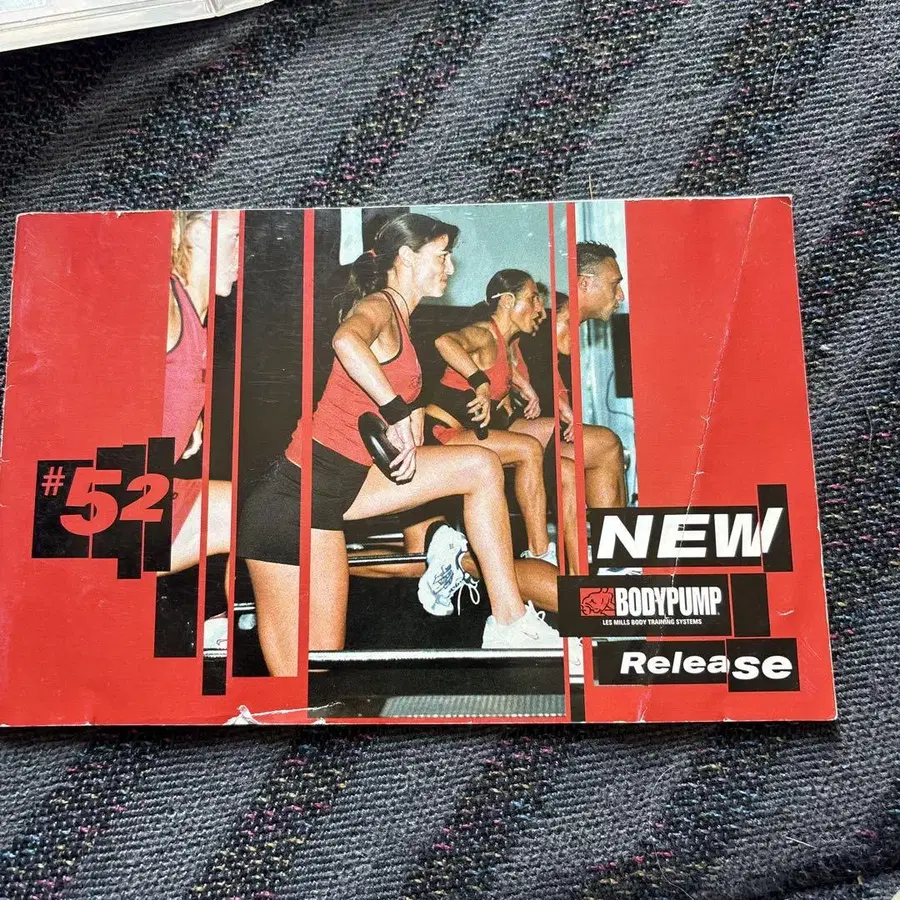 #52
NEW
BODYPUMP
LES MILLS BODY TRAINING SYSTEMS
Release